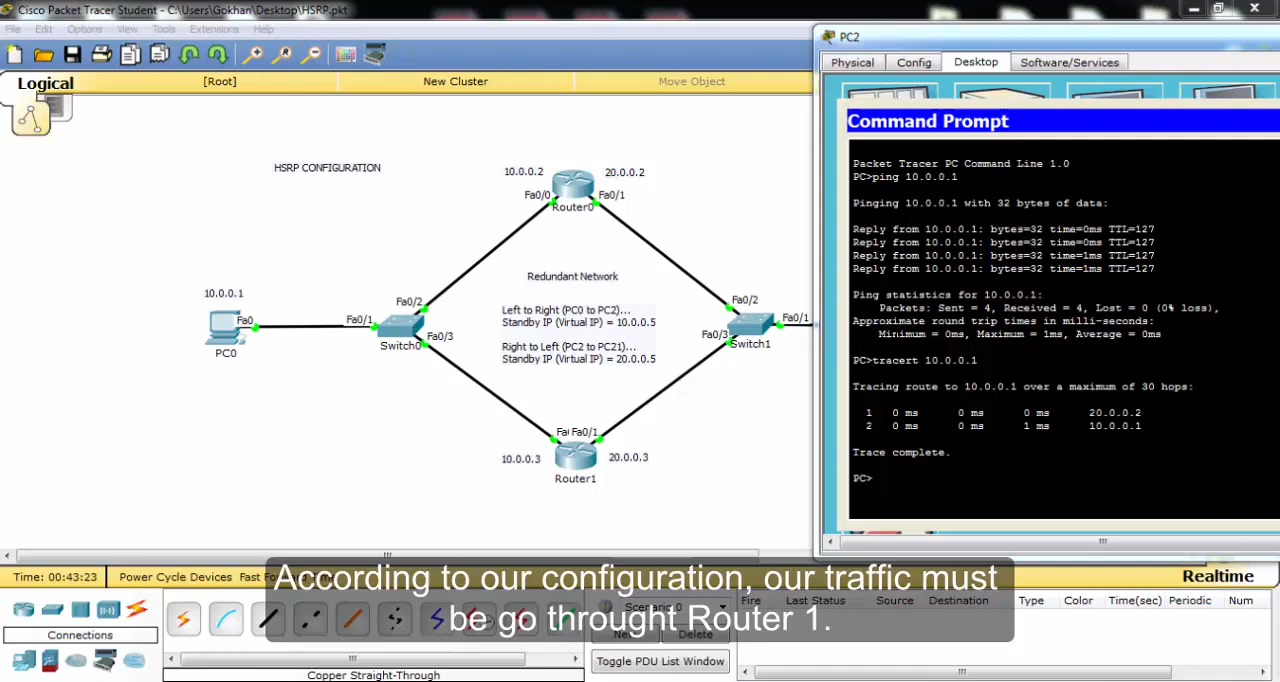 Cisco Packet Tracer Student - C:\Users\Gokhan\Desktop\HSRP.pkt
File Edit Options View Tools Extensions Help
Logical
[Root]
New Cluster
Move Object
HSRP CONFIGURATION
10.0.0.2
20.0.0.2
Fa0/0
Fa0/1
Router0
Redundant Network
10.0.0.1
Fa0
PC0
Fa0/1
Fa0/2
Fa0/3
Switch0
Left to Right (PC0 to PC2)...
Standby IP (Virtual IP) = 10.0.0.5
Right to Left (PC2 to PC21)...
Standby IP (Virtual IP) = 20.0.0.5
Fa0/2
Fa0/1
Fa0/3
Switch1
Fa0/1
10.0.0.3
20.0.0.3
Router1
PC2
Physical
Config
Desktop
Software/Services
Command Prompt
Packet Tracer PC Command Line 1.0
PC>ping 10.0.0.1
Pinging 10.0.0.1 with 32 bytes of data:
Reply from 10.0.0.1: bytes=32 time=0ms TTL=127
Reply from 10.0.0.1: bytes=32 time=0ms TTL=127
Reply from 10.0.0.1: bytes=32 time=1ms TTL=127
Reply from 10.0.0.1: bytes=32 time=1ms TTL=127
Ping statistics for 10.0.0.1:
Packets: Sent = 4, Received = 4, Lost = 0 (0% loss),
Approximate round trip times in milli-seconds:
Minimum = 0ms, Maximum = 1ms, Average = 0ms
PC>tracert 10.0.0.1
Tracing route to 10.0.0.1 over a maximum of 30 hops:
1 0 ms 0 ms 0 ms 20.0.0.2
2 0 ms 0 ms 1 ms 10.0.0.1
Trace complete.
PC>
Time: 00:43:23
Power Cycle Devices
Realtime
According to our configuration, our traffic must
be go throught Router 1.
Scenario 0
New
Delete
Toggle PDU List Window
Fire
Last Status
Source
Destination
Type
Color
Time(sec)
Periodic
Num
Connections
Copper Straight-Through